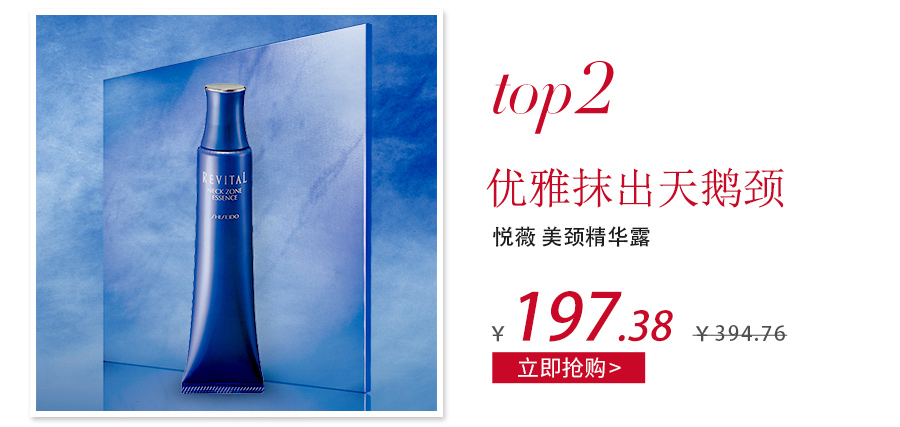 REVITAL
NECK ZONE
ESSENCE
SHISEIDO
top2
优雅抹出天鹅颈
悦薇 美颈精华露
¥ 197.38 ¥394.76
立即抢购>